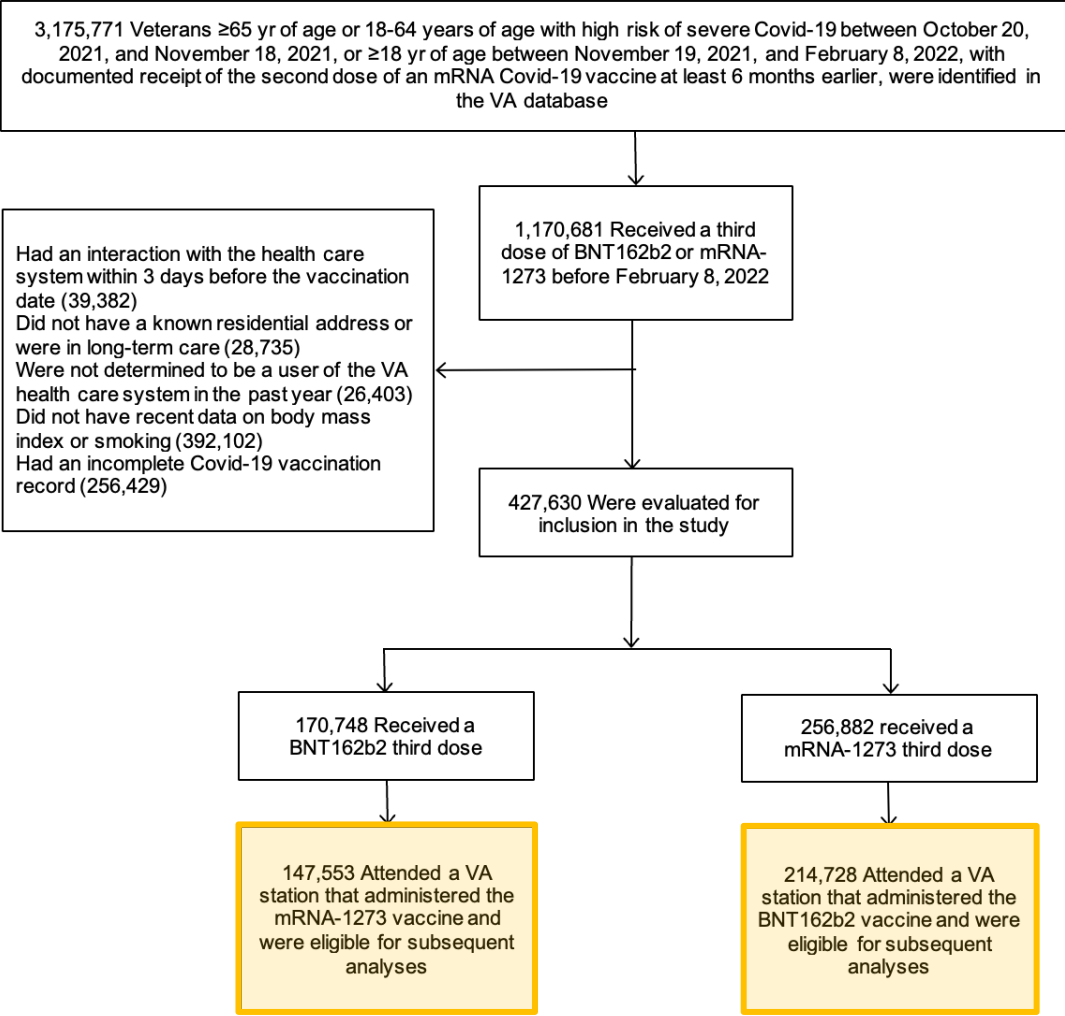 3,175,771 Veterans ≥65 yr of age or 18-64 years of age with high risk of severe Covid-19 between October 20,
2021, and November 18, 2021, or ≥18 yr of age between November 19, 2021, and February 8, 2022, with
documented receipt of the second dose of an mRNA Covid-19 vaccine at least 6 months earlier, were identified in
the VA database
1,170,681 Received a third
dose of BNT162b2 or mRNA-
1273 before February 8, 2022
Had an interaction with the health care
system within 3 days before the vaccination
date (39,382)
Did not have a known residential address or
were in long-term care (28,735)
Were not determined to be a user of the VA
health care system in the past year (26,403)
Did not have recent data on body mass
index or smoking (392,102)
Had an incomplete Covid-19 vaccination
record (256,429)
427,630 Were evaluated for
inclusion in the study
170,748 Received a
BNT162b2 third dose
256,882 received a
mRNA-1273 third dose
147,553 Attended a VA
station that administered the
mRNA-1273 vaccine and
were eligible for subsequent
analyses
214,728 Attended a VA
station that administered the
BNT162b2 vaccine and were
eligible for subsequent
analyses